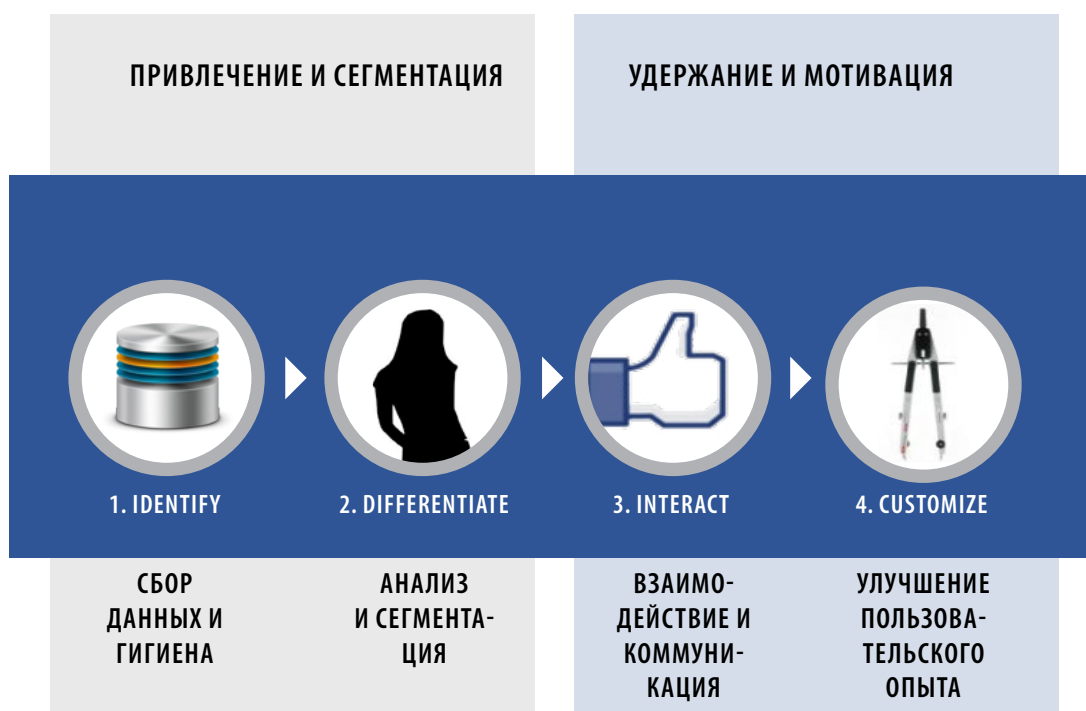 ПРИВЛЕЧЕНИЕ И СЕГМЕНТАЦИЯ
УДЕРЖАНИЕ И МОТИВАЦИЯ
1. IDENTIFY
2. DIFFERENTIATE
3. INTERACT
4. CUSTOMIZE
СБОР
ДАННЫХ И
ГИГИЕНА
АНАЛИЗ
И СЕГМЕНТА-
ЦИЯ
ВЗАИМО-
ДЕЙСТВИЕ И
КОММУНИ-
КАЦИЯ
УЛУЧШЕНИЕ
ПОЛЬЗОВА-
ТЕЛЬСКОГО
ОПЫТА